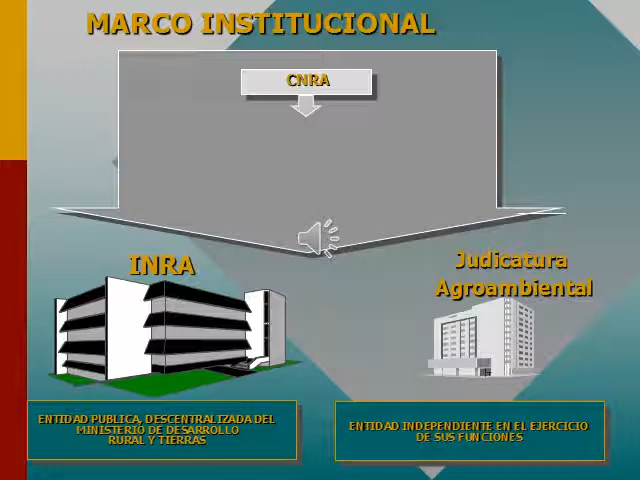 MARCO INSTITUCIONAL
CNRA
INRA
Judicatura
Agroambiental
ENTIDAD PUBLICA, DESCENTRALIZADA DEL
MINISTERIO DE DESARROLLO
RURAL Y TIERRAS
ENTIDAD INDEPENDIENTE EN EL EJERCICIO
DE SUS FUNCIONES